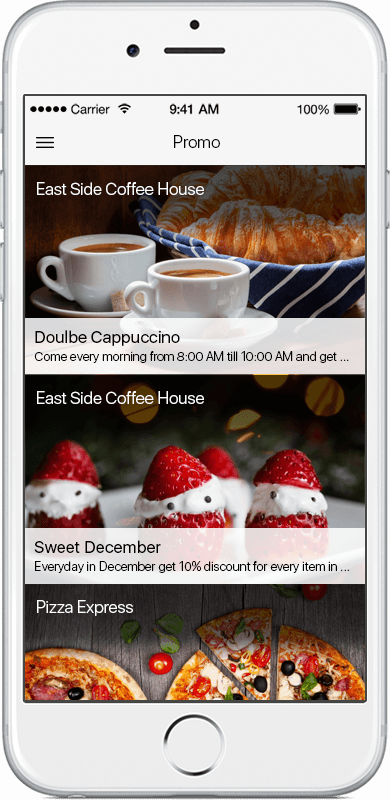 Carrier 9:41 AM 100%
Promo
East Side Coffee House
Doulbe Cappuccino
Come every morning from 8:00 AM till 10:00 AM and get ...
East Side Coffee House
Sweet December
Everyday in December get 10% discount for every item in ...
Pizza Express